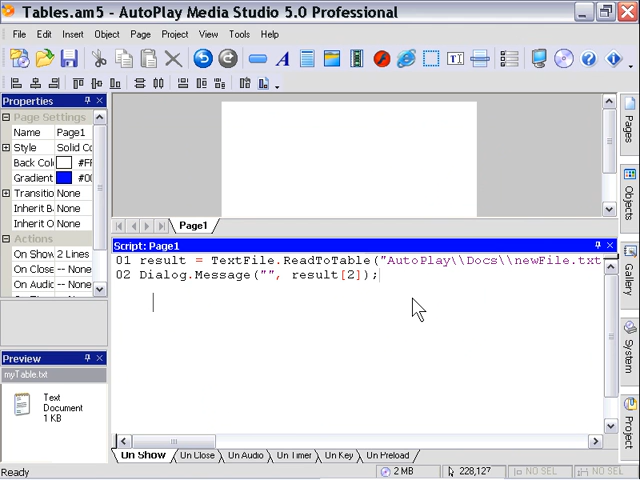 Tables.am5 - AutoPlay Media Studio 5.0 Professional
File Edit Insert Object Page Project View Tools Help
Properties
Page Settings
Name Page1
Style Solid Co
Back Colo #FF
Gradient #00
Transition None
Inherit B None
Inherit O None
Actions
On Show 2 Lines
On Close -- None
On Audio -- None
Page1
Script: Page1
01 result = TextFile.ReadToTable("AutoPlay\\Docs\\newFile.txt
02 Dialog.Message("", result[2]);
Preview
myTable.txt
Text
Document
1 KB
On Show On Close On Audio On Timer On Key On Preload
Pages
Objects
Gallery
System
Project
Ready 2 MB 228,127 NO SEL NO SEL